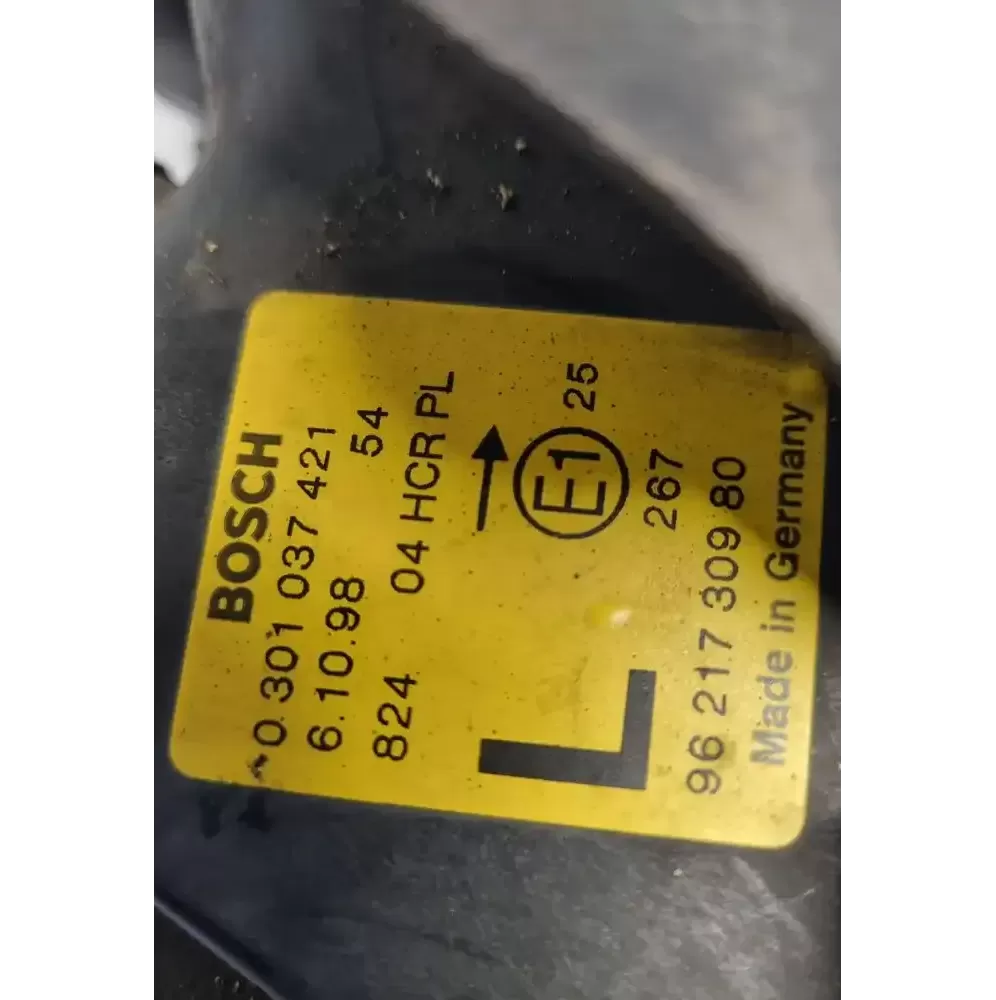 BOSCH
0 301 037 421
6.10.98 54
824 04 HCR PL
L E1 25
267
96 217 309 80
Made in Germany